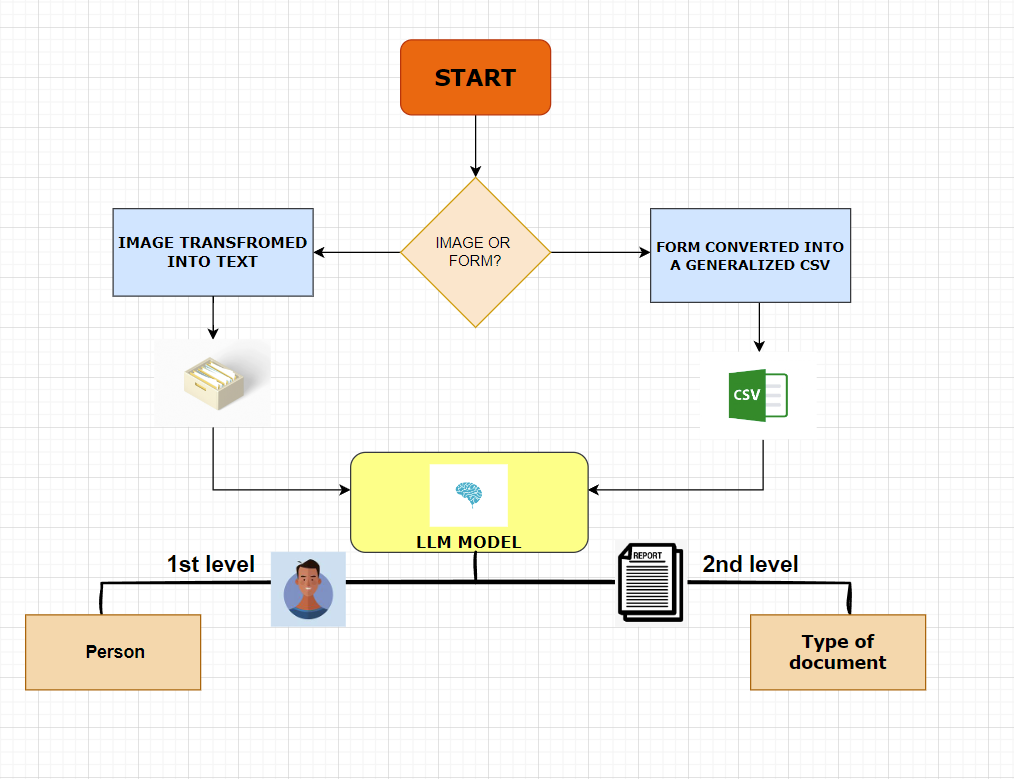 START
IMAGE OR
FORM?
IMAGE TRANSFROMED
INTO TEXT
FORM CONVERTED INTO
A GENERALIZED CSV
CSV
LLM MODEL
1st level
REPORT
2nd level
Person
Type of
document